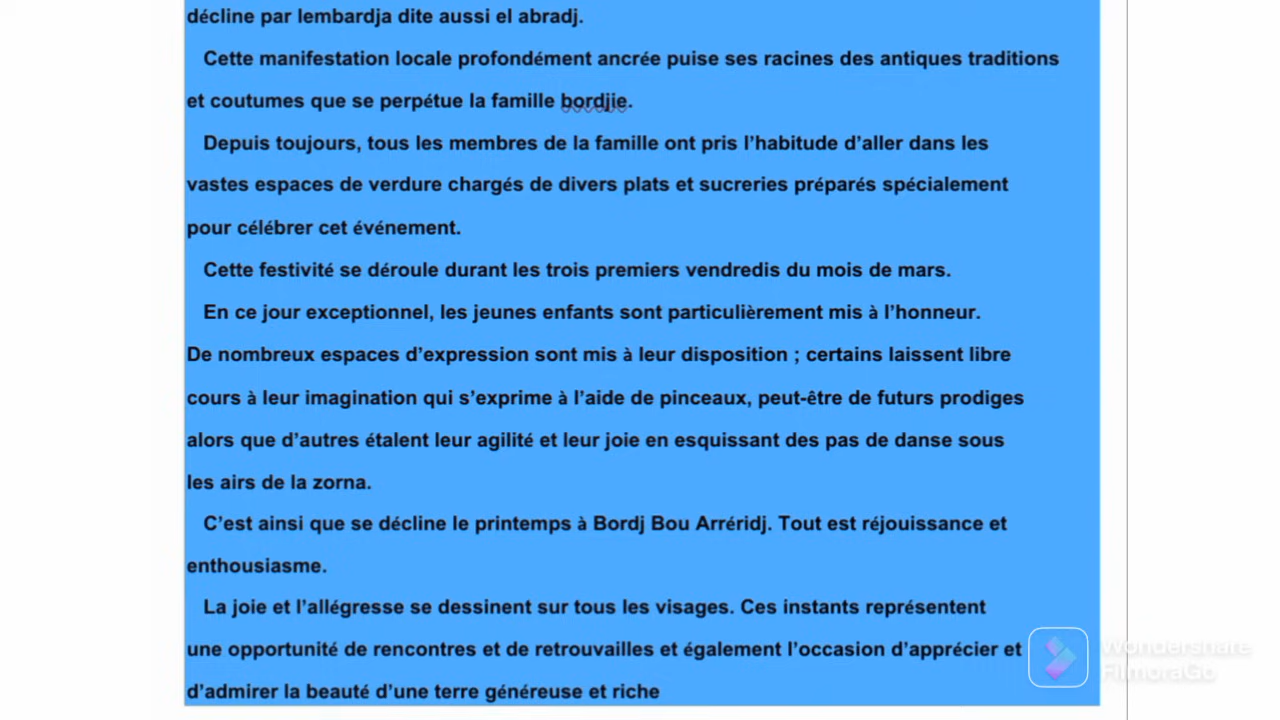 décline par lembardja dite aussi el abradj.
Cette manifestation locale profondément ancrée puise ses racines des antiques traditions
et coutumes que se perpétue la famille bordjie.
Depuis toujours, tous les membres de la famille ont pris l’habitude d’aller dans les
vastes espaces de verdure chargés de divers plats et sucreries préparés spécialement
pour célébrer cet événement.
Cette festivité se déroule durant les trois premiers vendredis du mois de mars.
En ce jour exceptionnel, les jeunes enfants sont particulièrement mis à l’honneur.
De nombreux espaces d’expression sont mis à leur disposition ; certains laissent libre
cours à leur imagination qui s’exprime à l’aide de pinceaux, peut-être de futurs prodiges
alors que d’autres étalent leur agilité et leur joie en esquissant des pas de danse sous
les airs de la zorna.
C’est ainsi que se décline le printemps à Bordj Bou Arréridj. Tout est réjouissance et
enthousiasme.
La joie et l’allégresse se dessinent sur tous les visages. Ces instants représentent
une opportunité de rencontres et de retrouvailles et également l’occasion d’apprécier et
d’admirer la beauté d’une terre généreuse et riche
Wondershare
FilmoraGo